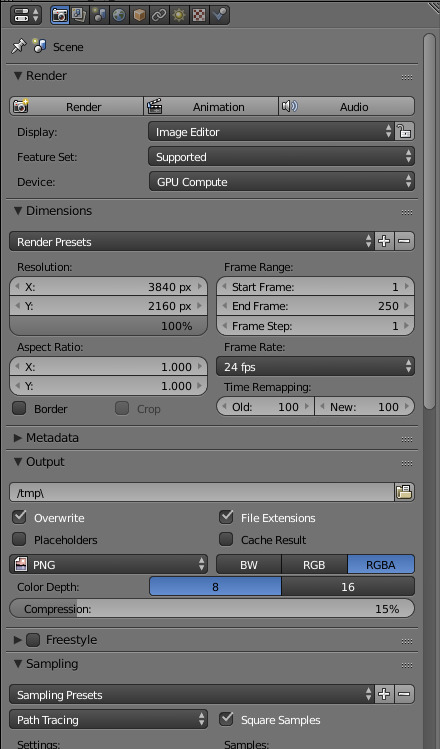 Scene
Render
Render Animation Audio
Display: Image Editor
Feature Set: Supported
Device: GPU Compute
Dimensions
Render Presets
Resolution: Frame Range:
X: 3840 px Start Frame: 1
Y: 2160 px End Frame: 250
100% Frame Step: 1
Aspect Ratio: Frame Rate:
X: 1.000 24 fps
Y: 1.000 Time Remapping:
Border Crop Old: 100 New: 100
Metadata
Output
/tmp\
Overwrite File Extensions
Placeholders Cache Result
PNG BW RGB RGBA
Color Depth: 8 16
Compression: 15%
Freestyle
Sampling
Sampling Presets
Path Tracing Square Samples
Settings: Samples: